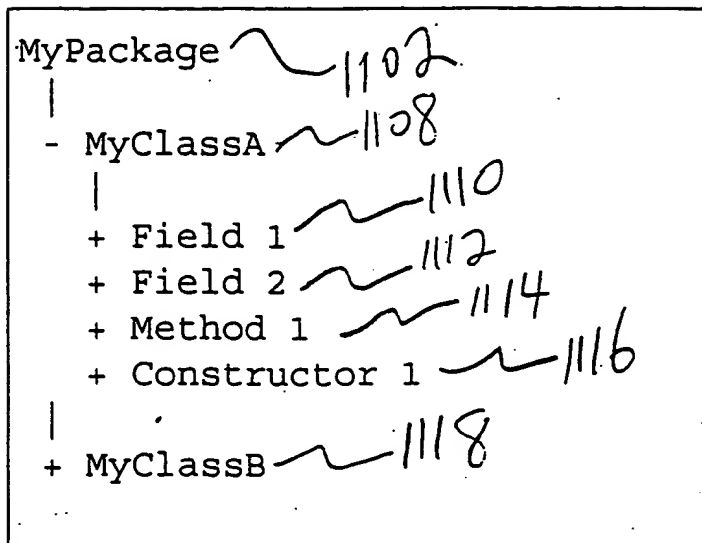 MyPackage 1102
|
- MyClassA 1108
|
+ Field 1 1110
+ Field 2 1112
+ Method 1 1114
+ Constructor 1 1116
|
+ MyClassB 1118